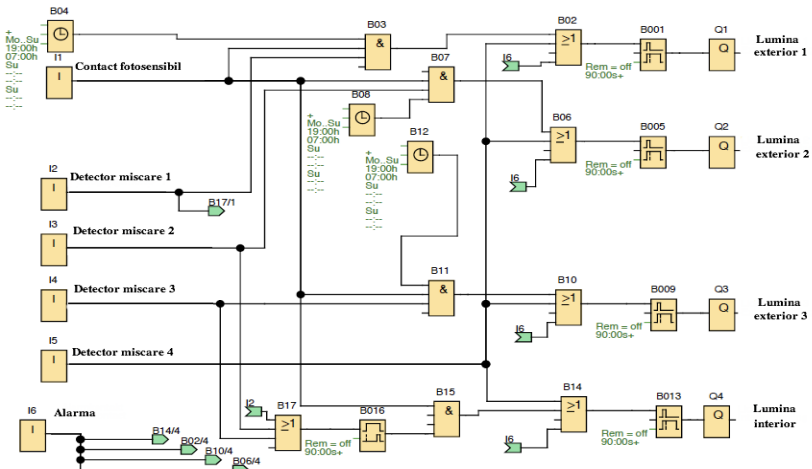 B04
+
Mo..Su
19:00h
07:00h
Su
--:--
--:--
Su
--:--
--:--
I1
I
Contact fotosensibil
B03
&
B07
&
B08
+
Mo..Su
19:00h
07:00h
Su
--:--
--:--
Su
--:--
--:--
B12
+
Mo..Su
19:00h
07:00h
Su
--:--
--:--
Su
--:--
--:--
B02
≥1
I6
B001
Rem = off
90:00s+
Q1
Q
Lumina
exterior 1
B06
≥1
I6
B005
Rem = off
90:00s+
Q2
Q
Lumina
exterior 2
I2
I
Detector miscare 1
B17/1
I3
I
Detector miscare 2
I4
I
Detector miscare 3
B11
&
B10
≥1
I6
B009
Rem = off
90:00s+
Q3
Q
Lumina
exterior 3
I5
I
Detector miscare 4
I6
I
Alarma
B14/4
B02/4
B10/4
B06/4
I2
B17
≥1
B016
Rem = off
90:00s+
B15
&
B14
≥1
I6
B013
Rem = off
90:00s+
Q4
Q
Lumina
interior